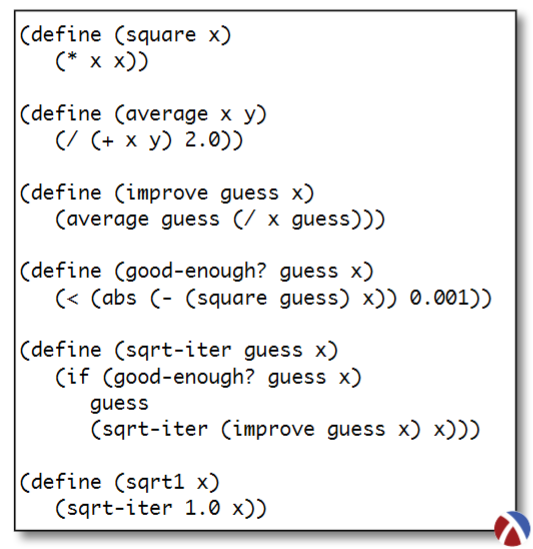 (define (square x)
(* x x))
(define (average x y)
(/ (+ x y) 2.0))
(define (improve guess x)
(average guess (/ x guess)))
(define (good-enough? guess x)
(< (abs (- (square guess) x)) 0.001))
(define (sqrt-iter guess x)
(if (good-enough? guess x)
guess
(sqrt-iter (improve guess x) x)))
(define (sqrt1 x)
(sqrt-iter 1.0 x))